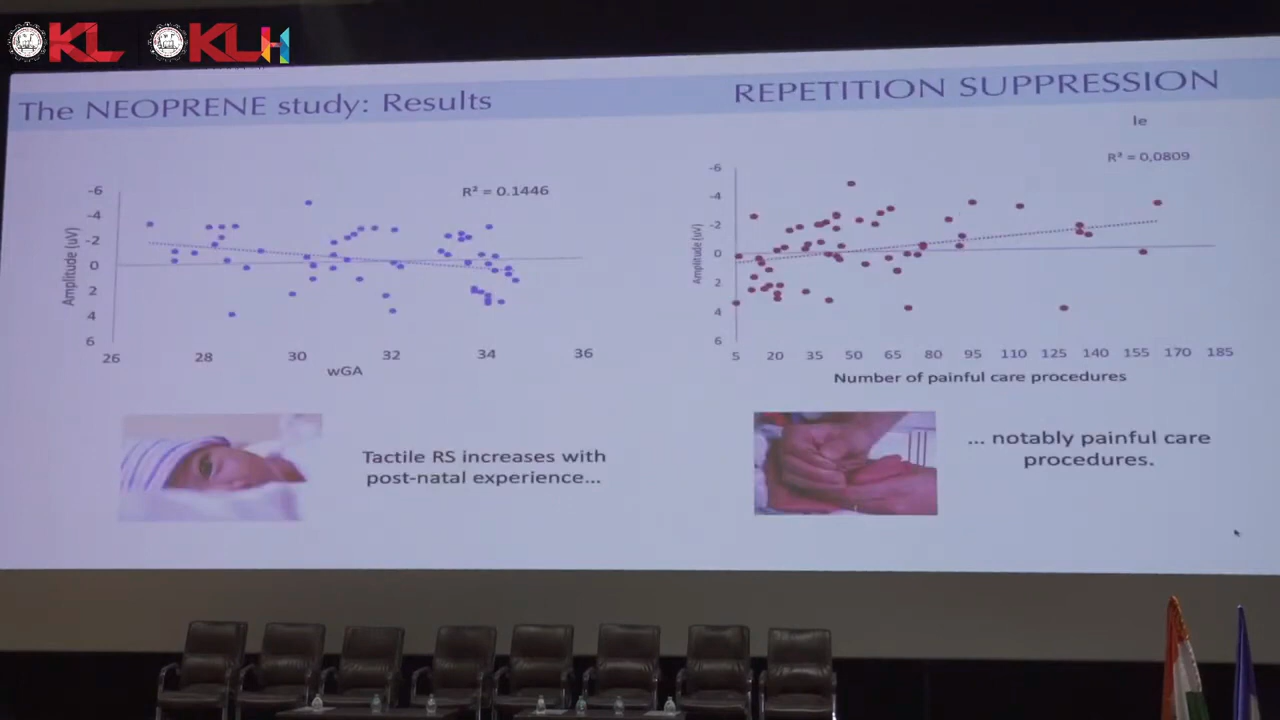 KL KLH
The NEOPRENE study: Results
REPETITION SUPPRESSION
le
R² = 0.1446
R² = 0,0809
Amplitude (uV)
-6
-4
-2
0
2
4
6
26 28 30 32 34 36
wGA
Amplitude (uV)
-6
-4
-2
0
2
4
6
5 20 35 50 65 80 95 110 125 140 155 170 185
Number of painful care procedures
Tactile RS increases with
post-natal experience...
... notably painful care
procedures.